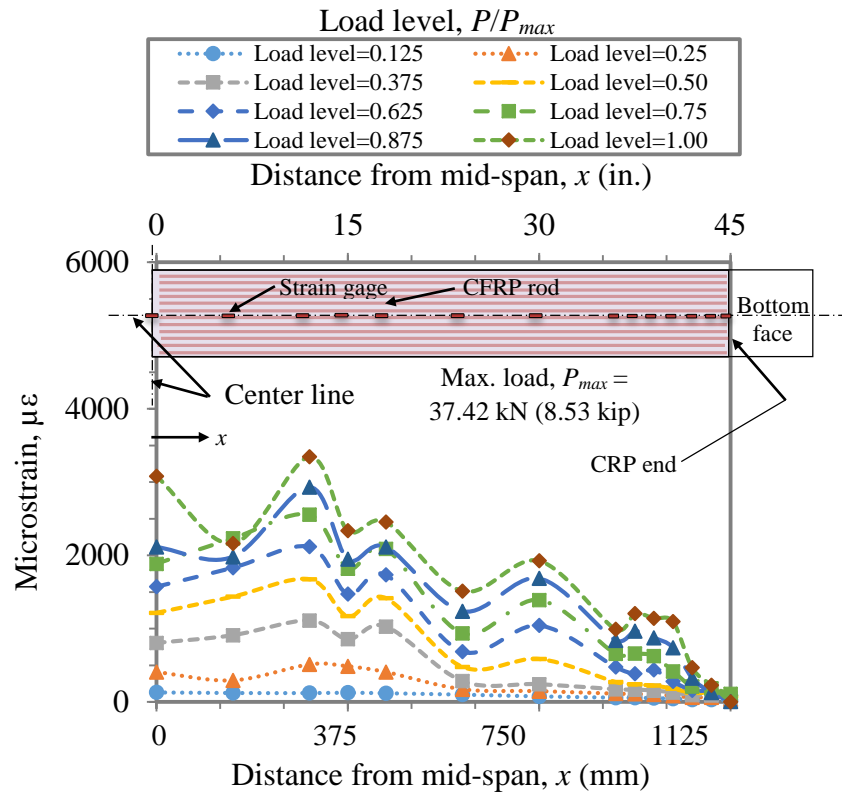 Load level, P/Pmax
Load level=0.125
Load level=0.25
Load level=0.375
Load level=0.50
Load level=0.625
Load level=0.75
Load level=0.875
Load level=1.00
Distance from mid-span, x (in.)
0 15 30 45
6000
Strain gage
CFRP rod
Bottom
face
Max. load, Pmax =
37.42 kN (8.53 kip)
Center line
4000
x
CRP end
Microstrain, με
2000
0
0 375 750 1125
Distance from mid-span, x (mm)